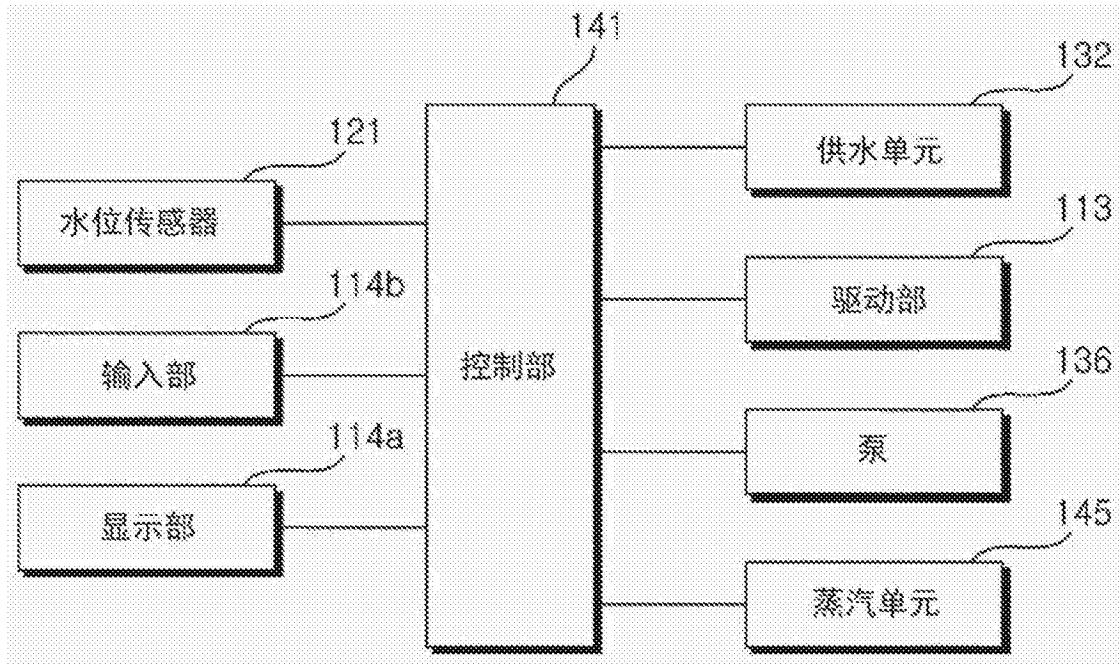 141
132
供水单元
121
水位传感器
113
驱动部
114b
输入部
控制部
136
泵
114a
显示部
145
蒸汽单元